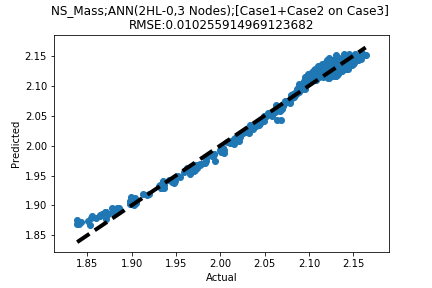 NS_Mass;ANN(2HL-0,3 Nodes);[Case1+Case2 on Case3]
RMSE:0.010255914969123682
2.15
2.10
2.05
2.00
1.95
1.90
1.85
Predicted
1.85 1.90 1.95 2.00 2.05 2.10 2.15
Actual